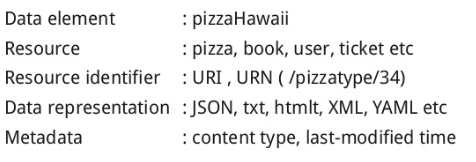 Data element : pizzaHawaii
Resource : pizza, book, user, ticket etc
Resource identifier : URI , URN ( /pizzatype/34)
Data representation : JSON, txt, htmlt, XML, YAML etc
Metadata : content type, last-modified time